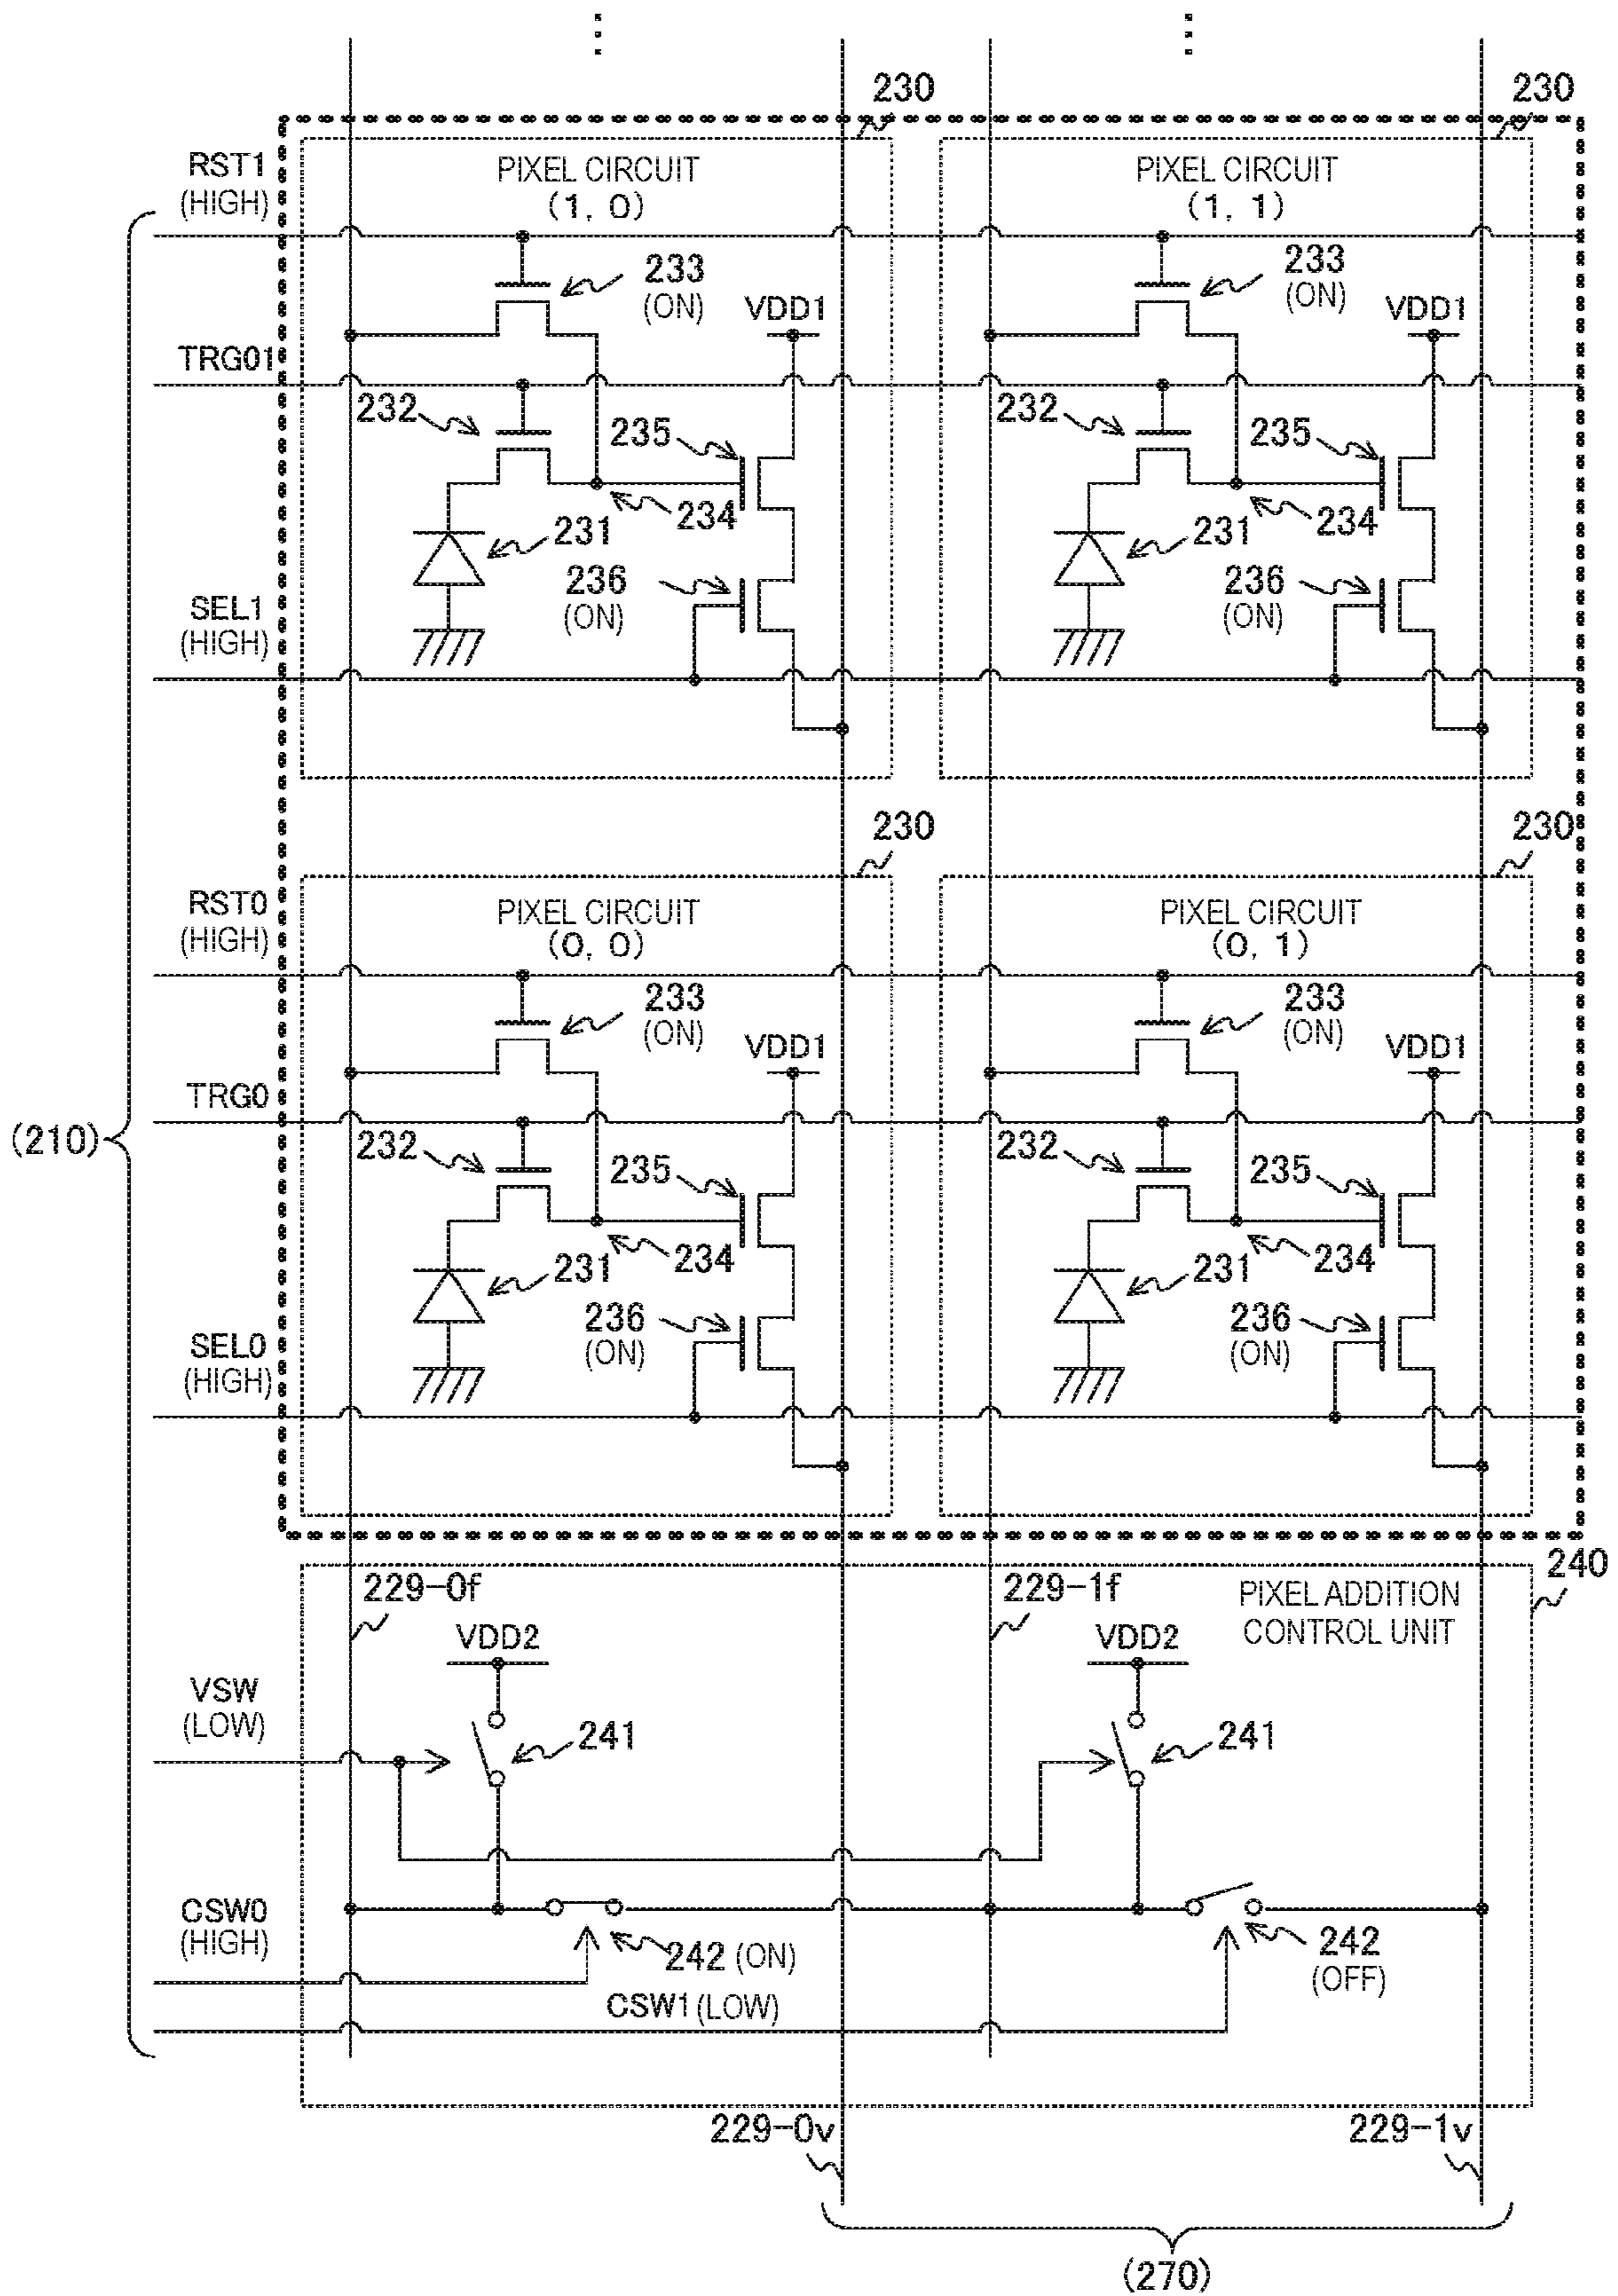 230
230
RST1
(HIGH)
PIXEL CIRCUIT
(1, 0)
PIXEL CIRCUIT
(1, 1)
233
(ON)
VDD1
233
(ON)
VDD1
TRG01
232
235
232
235
234
234
231
231
236
(ON)
236
(ON)
SEL1
(HIGH)
230
230
RST0
(HIGH)
PIXEL CIRCUIT
(0, 0)
PIXEL CIRCUIT
(0, 1)
233
(ON)
VDD1
233
(ON)
VDD1
TRG0
(210)
232
235
232
235
234
234
231
231
236
(ON)
236
(ON)
SEL0
(HIGH)
240
229-0f
229-1f
PIXEL ADDITION
CONTROL UNIT
VDD2
VDD2
VSW
(LOW)
241
241
CSW0
(HIGH)
242 (ON)
242
(OFF)
CSW1 (LOW)
229-0v
229-1v
(270)